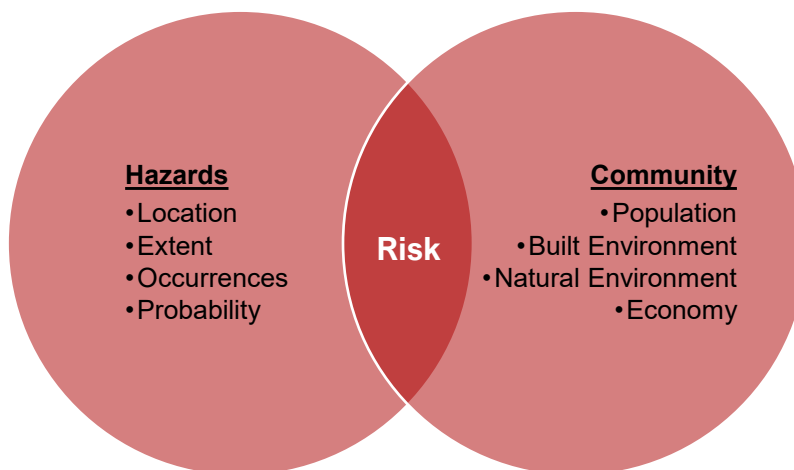 Hazards
•Location
•Extent
•Occurrences
•Probability
Risk
Community
•Population
•Built Environment
•Natural Environment
•Economy